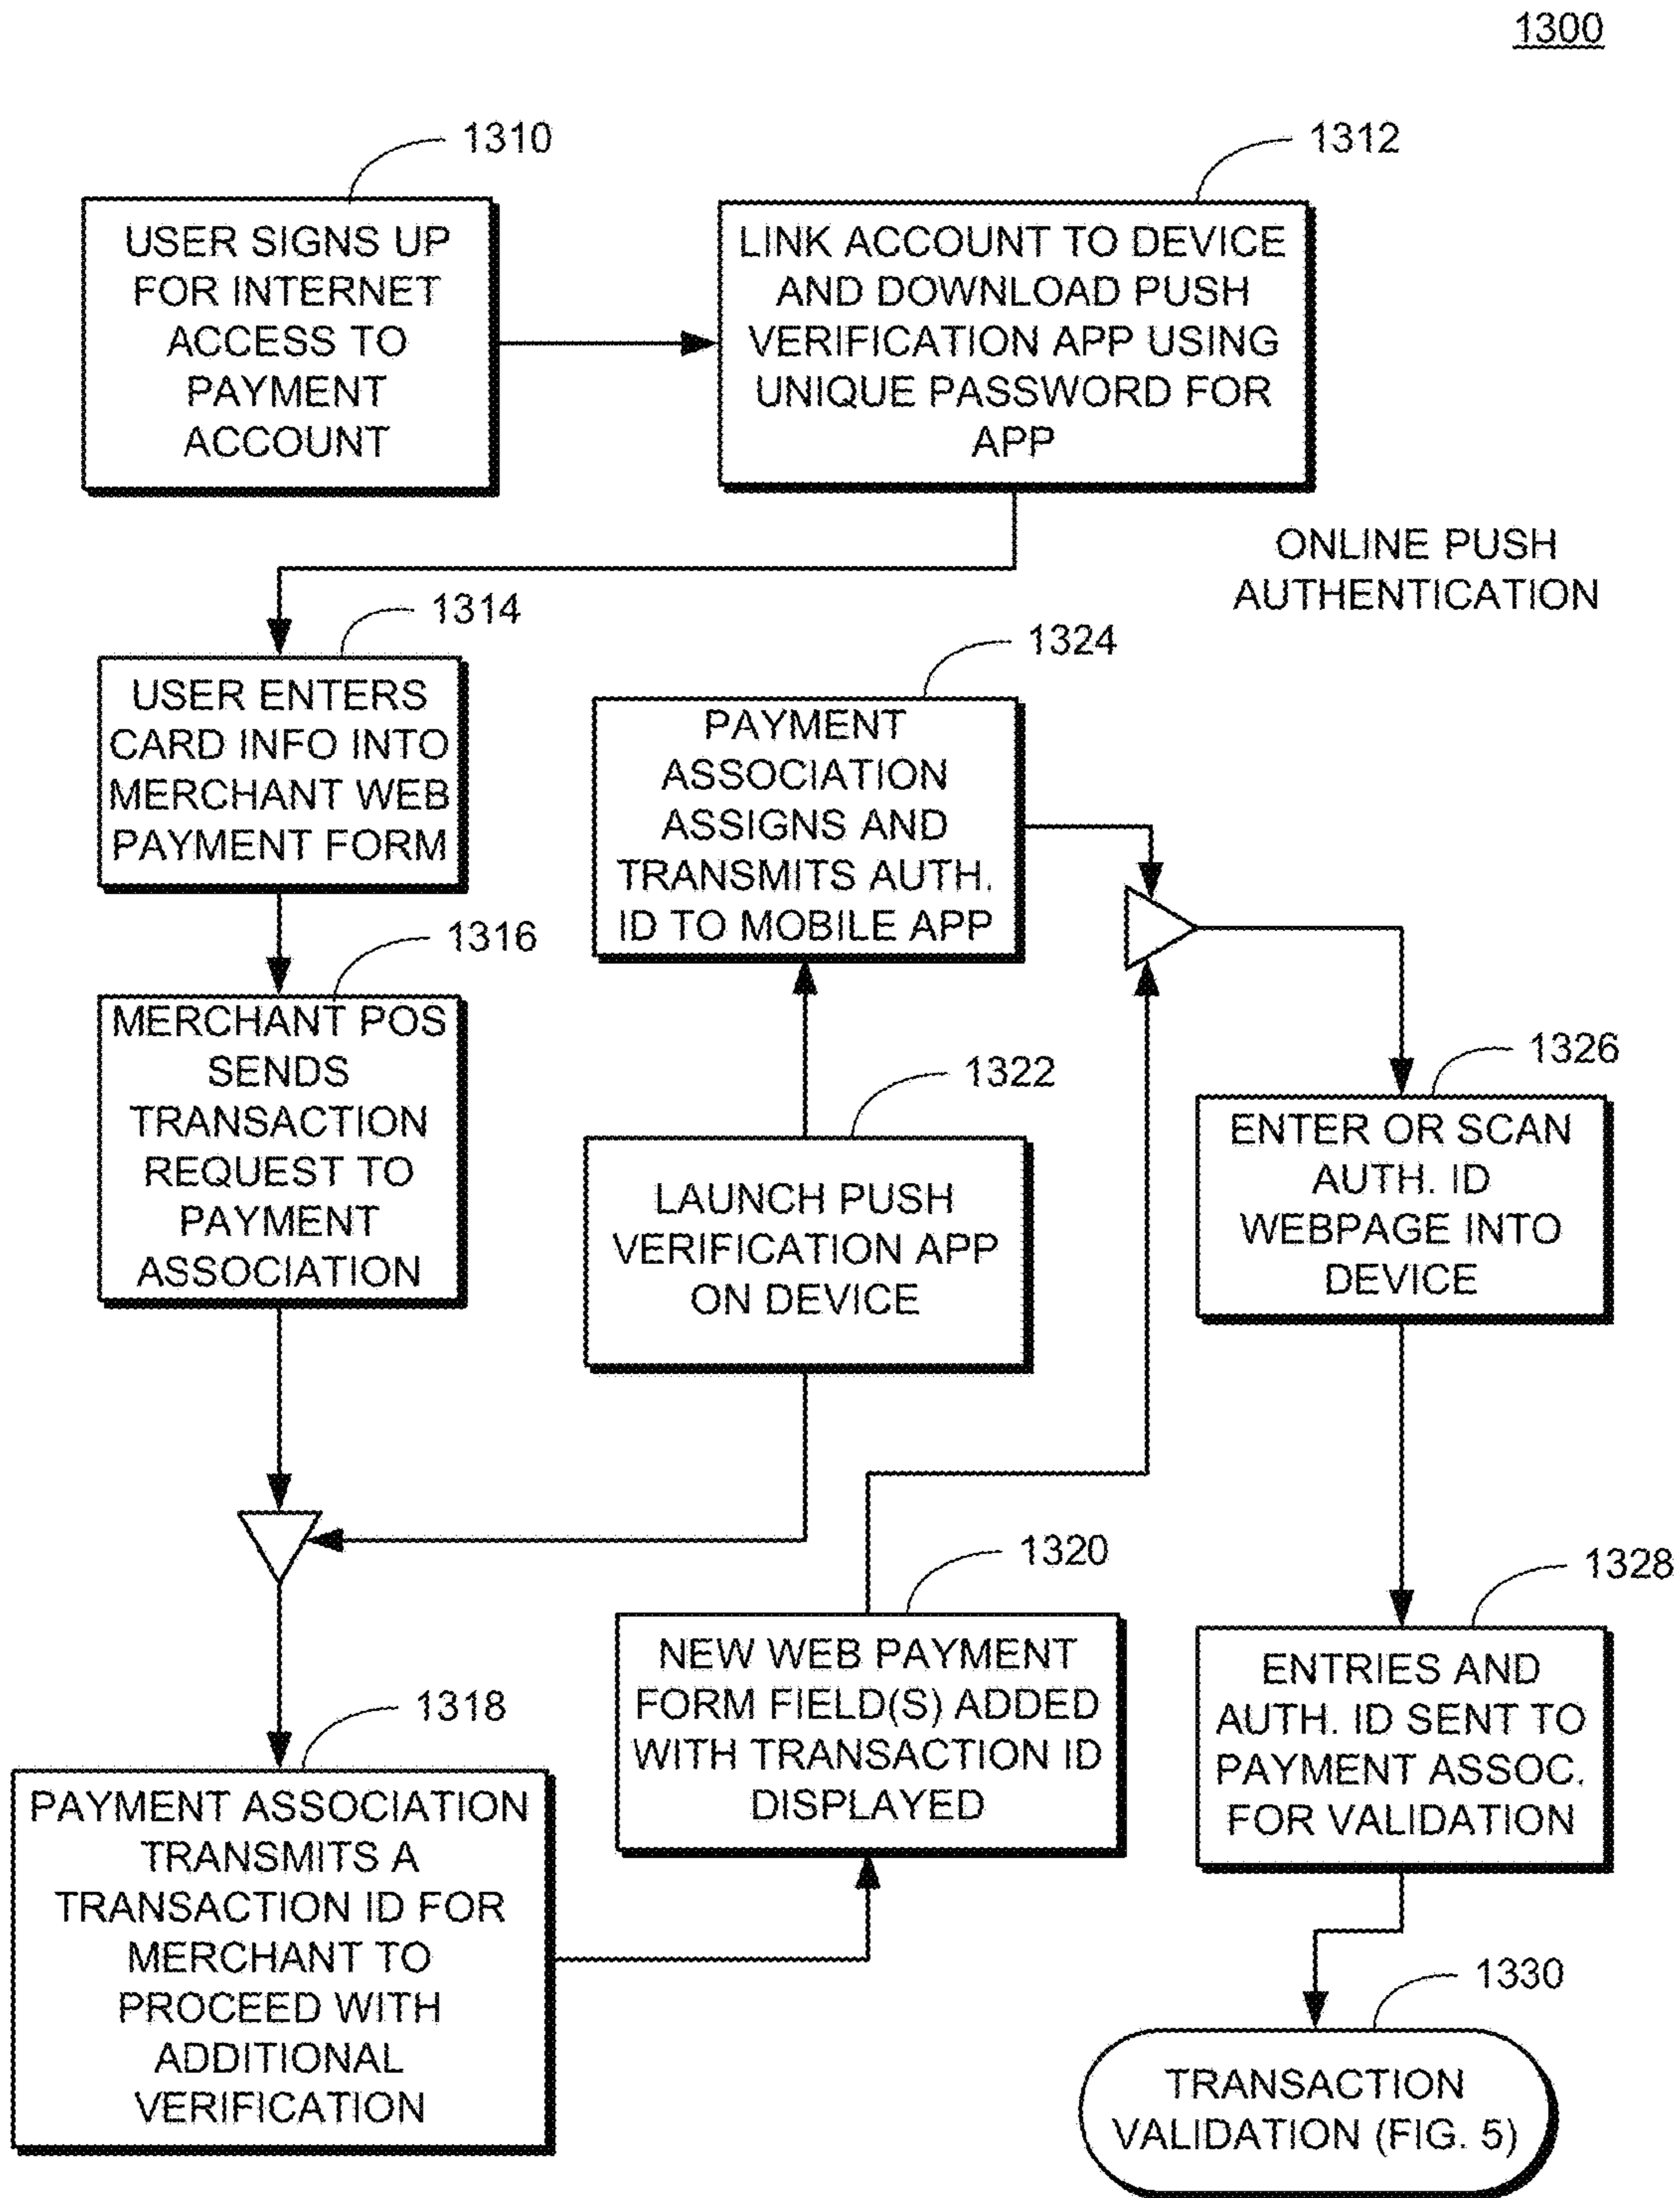 1300
1310
USER SIGNS UP
FOR INTERNET
ACCESS TO
PAYMENT
ACCOUNT
1312
LINK ACCOUNT TO DEVICE
AND DOWNLOAD PUSH
VERIFICATION APP USING
UNIQUE PASSWORD FOR
APP
ONLINE PUSH
AUTHENTICATION
1314
USER ENTERS
CARD INFO INTO
MERCHANT WEB
PAYMENT FORM
1324
PAYMENT
ASSOCIATION
ASSIGNS AND
TRANSMITS AUTH.
ID TO MOBILE APP
1316
MERCHANT POS
SENDS
TRANSACTION
REQUEST TO
PAYMENT
ASSOCIATION
1322
LAUNCH PUSH
VERIFICATION APP
ON DEVICE
1326
ENTER OR SCAN
AUTH. ID
WEBPAGE INTO
DEVICE
1320
NEW WEB PAYMENT
FORM FIELD(S) ADDED
WITH TRANSACTION ID
DISPLAYED
1328
ENTRIES AND
AUTH. ID SENT TO
PAYMENT ASSOC.
FOR VALIDATION
1318
PAYMENT ASSOCIATION
TRANSMITS A
TRANSACTION ID FOR
MERCHANT TO
PROCEED WITH
ADDITIONAL
VERIFICATION
1330
TRANSACTION
VALIDATION (FIG. 5)